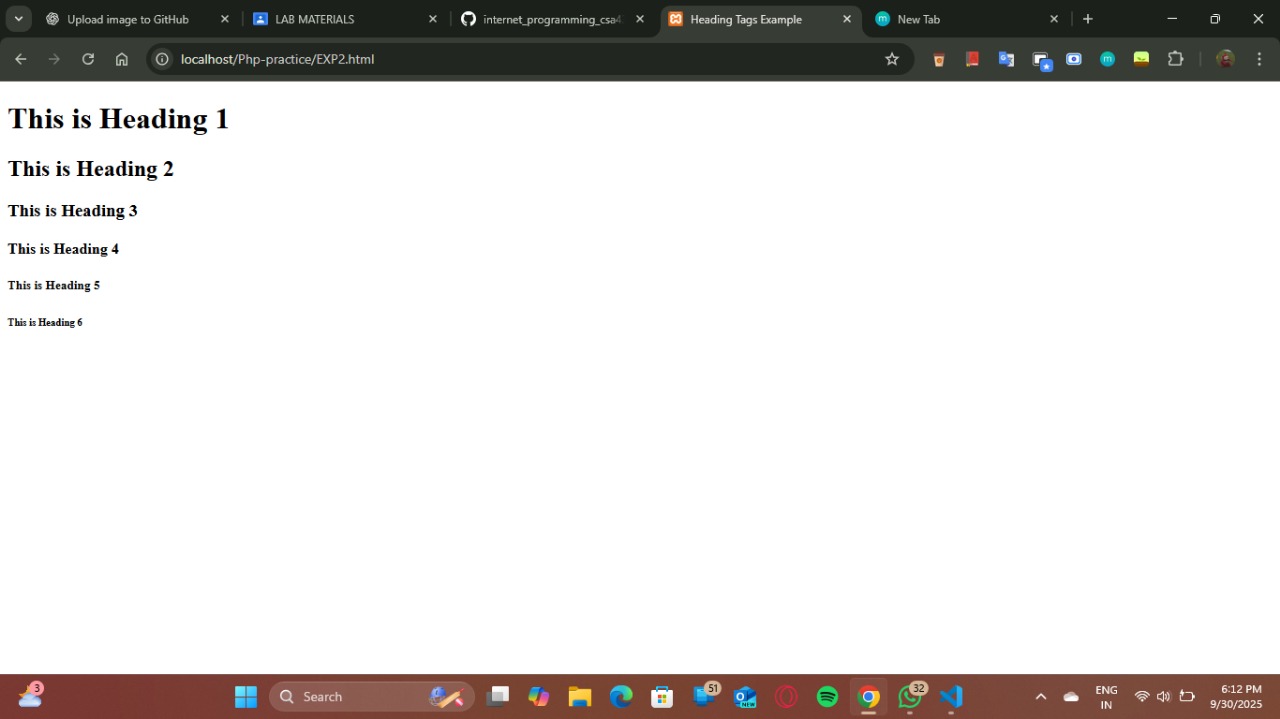 Upload image to GitHub
LAB MATERIALS
internet_programming_csa4
Heading Tags Example
New Tab
localhost/Php-practice/EXP2.html
This is Heading 1
This is Heading 2
This is Heading 3
This is Heading 4
This is Heading 5
This is Heading 6
3
Search
NEW
51
32
ENG
IN
6:12 PM
9/30/2025